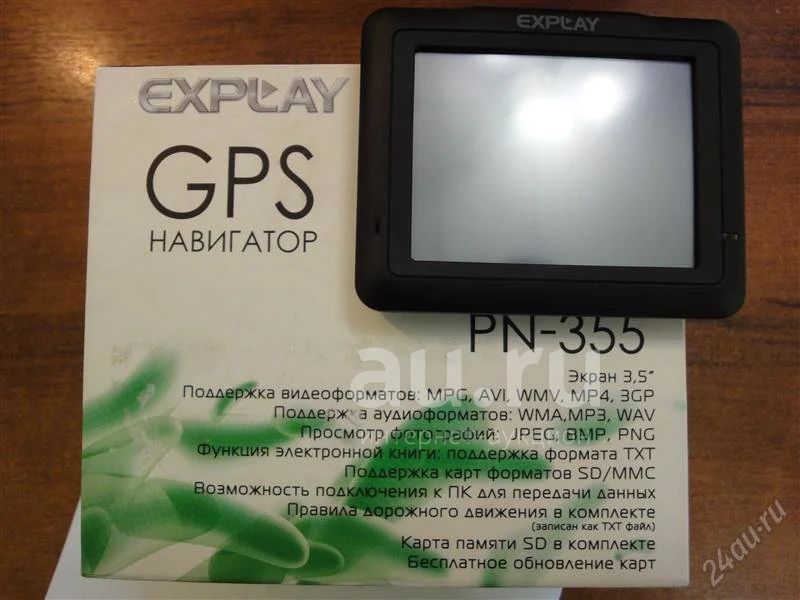 EXPLAY
EXPLAY
GPS
НАВИГАТОР
PN-355
Экран 3,5"
Поддержка видеоформатов: MPG, AVI, WMV, MP4, 3GP
Поддержка аудиоформатов: WMA,MP3, WAV
Просмотр фотографий: JPEG, BMP, PNG
Функция электронной книги: поддержка формата TXT
Поддержка карт форматов SD/MMC
Возможность подключения к ПК для передачи данных
Правила дорожного движения в комплекте
(записан как TXT файл)
Карта памяти SD в комплекте
Бесплатное обновление карт
au.ru
интернет-аукцион
24au.ru